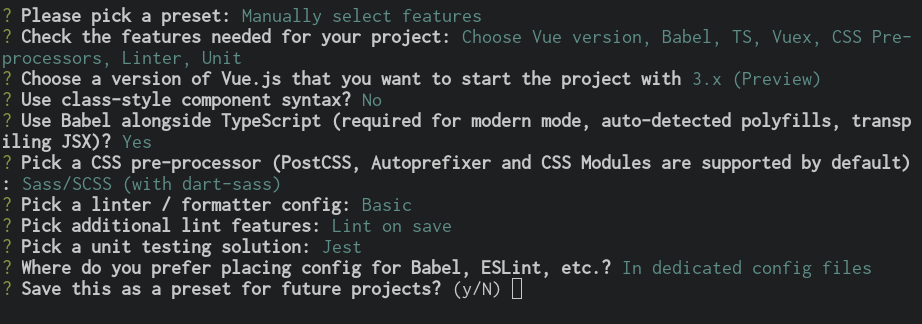 ? Please pick a preset: Manually select features
? Check the features needed for your project: Choose Vue version, Babel, TS, Vuex, CSS Pre-
processors, Linter, Unit
? Choose a version of Vue.js that you want to start the project with 3.x (Preview)
? Use class-style component syntax? No
? Use Babel alongside TypeScript (required for modern mode, auto-detected polyfills, transp
iling JSX)? Yes
? Pick a CSS pre-processor (PostCSS, Autoprefixer and CSS Modules are supported by default)
: Sass/SCSS (with dart-sass)
? Pick a linter / formatter config: Basic
? Pick additional lint features: Lint on save
? Pick a unit testing solution: Jest
? Where do you prefer placing config for Babel, ESLint, etc.? In dedicated config files
? Save this as a preset for future projects? (y/N)